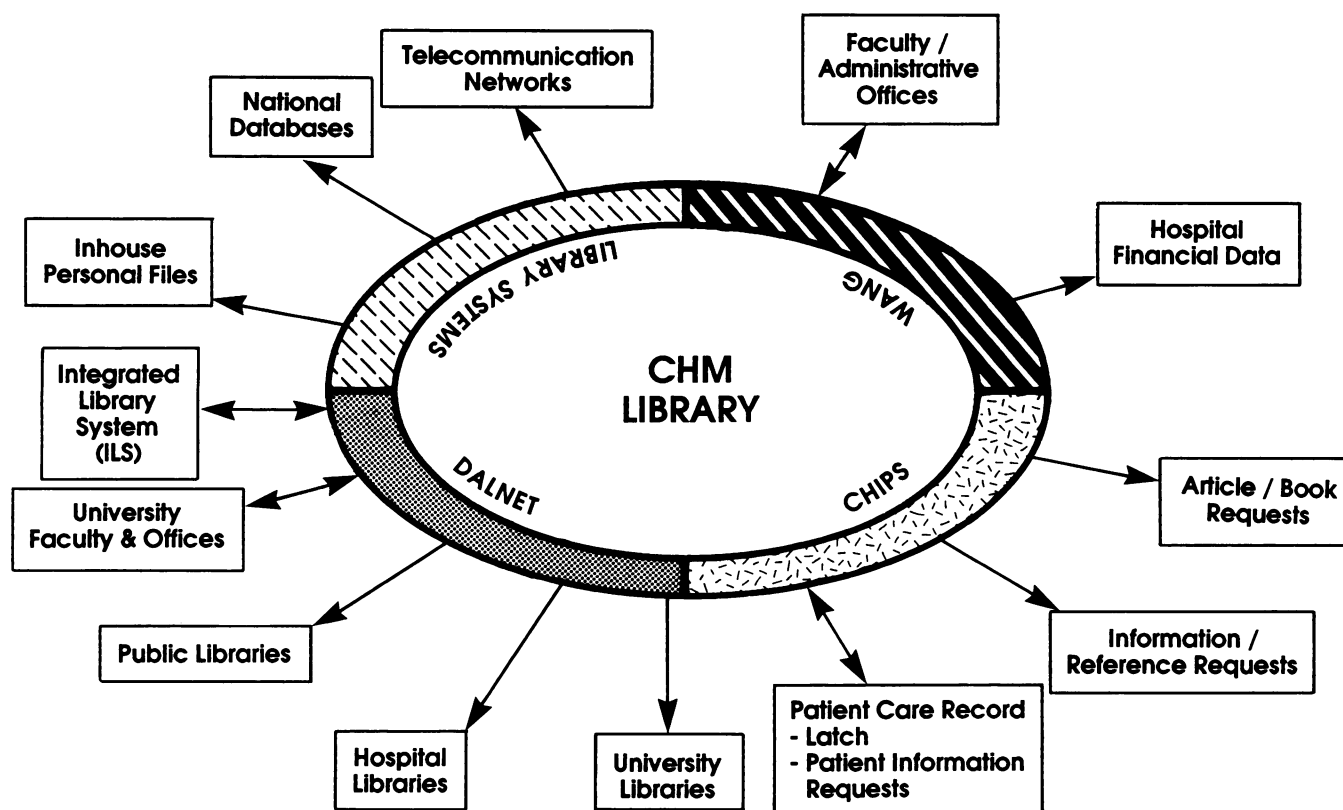 Telecommunication
Networks
Faculty /
Administrative
Offices
National
Databases
Hospital
Financial Data
Inhouse
Personal Files
LIBRARY SYSTEMS
WANG
CHM
LIBRARY
Integrated
Library
System
(ILS)
DALNET
CHIPS
University
Faculty & Offices
Article / Book
Requests
Public Libraries
Information /
Reference Requests
Hospital
Libraries
University
Libraries
Patient Care Record
- Latch
- Patient Information
Requests